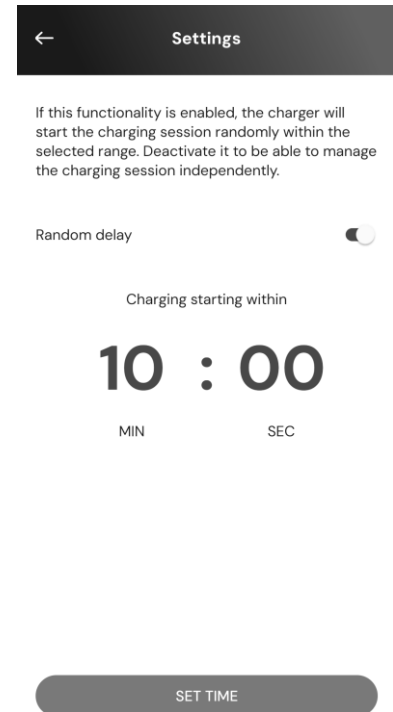 Settings
If this functionality is enabled, the charger will
start the charging session randomly within the
selected range. Deactivate it to be able to manage
the charging session independently.
Random delay
Charging starting within
10 : 00
MIN SEC
SET TIME